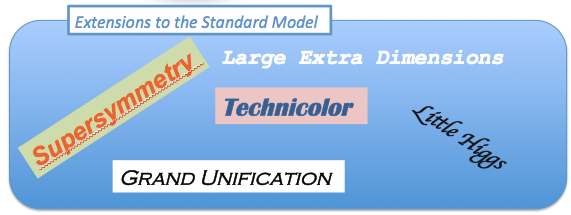 Extensions to the Standard Model
Large Extra Dimensions
Supersymmetry
Technicolor
Little Higgs
Grand Unification